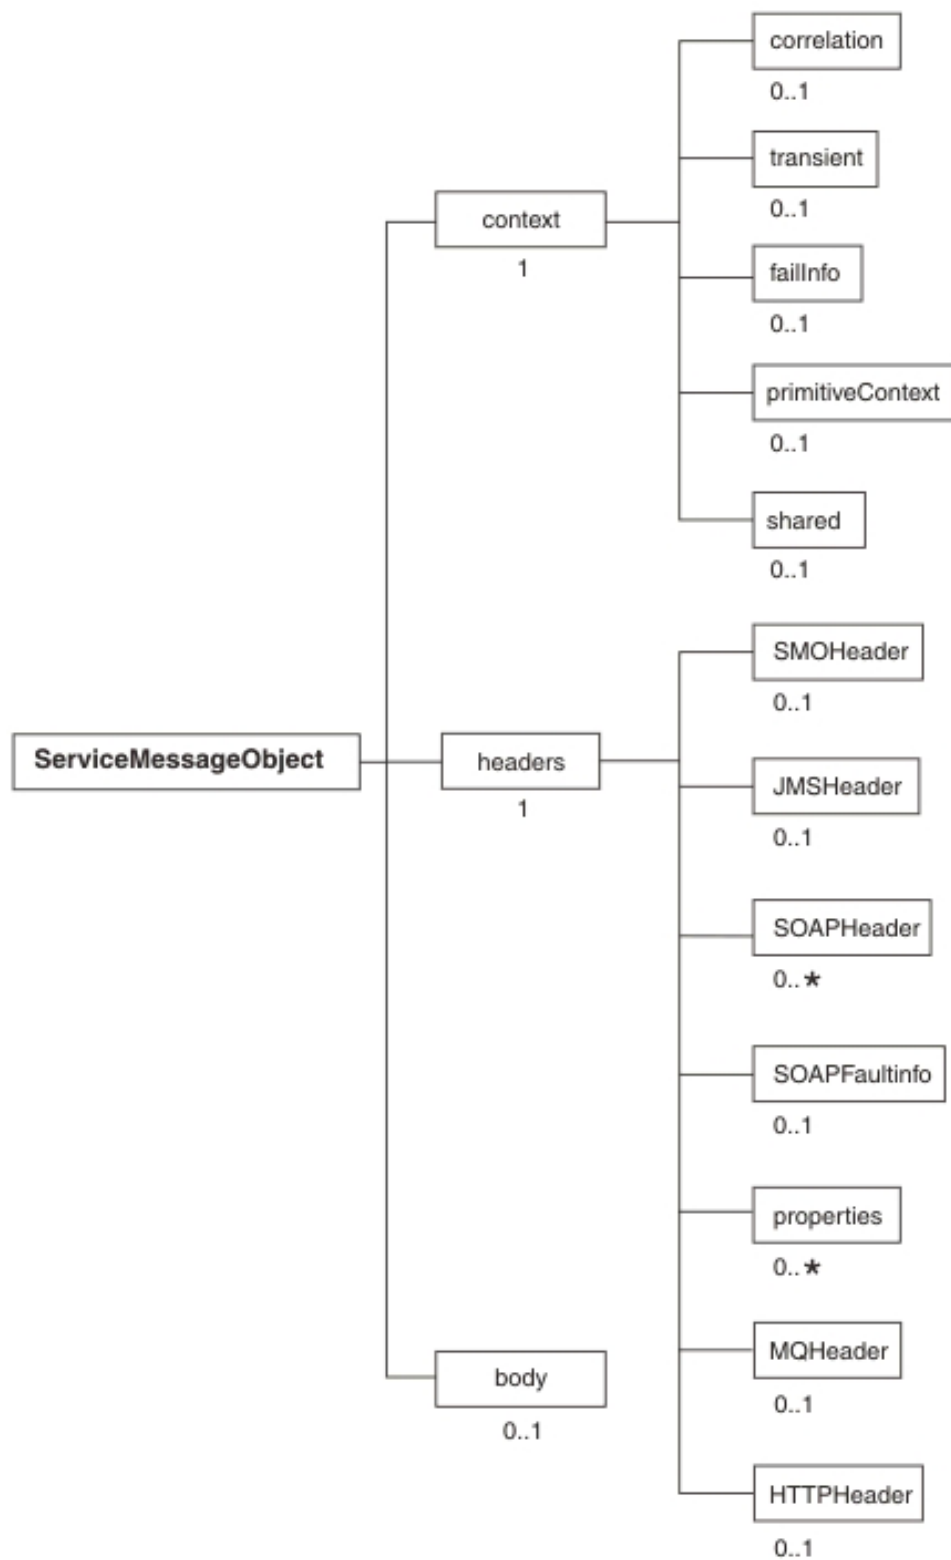 correlation
0..1
transient
0..1
context
1
failInfo
0..1
primitiveContext
0..1
shared
0..1
SMOHeader
0..1
ServiceMessageObject
headers
1
JMSHeader
0..1
SOAPHeader
0..*
SOAPFaultinfo
0..1
properties
0..*
MQHeader
0..1
body
0..1
HTTPHeader
0..1